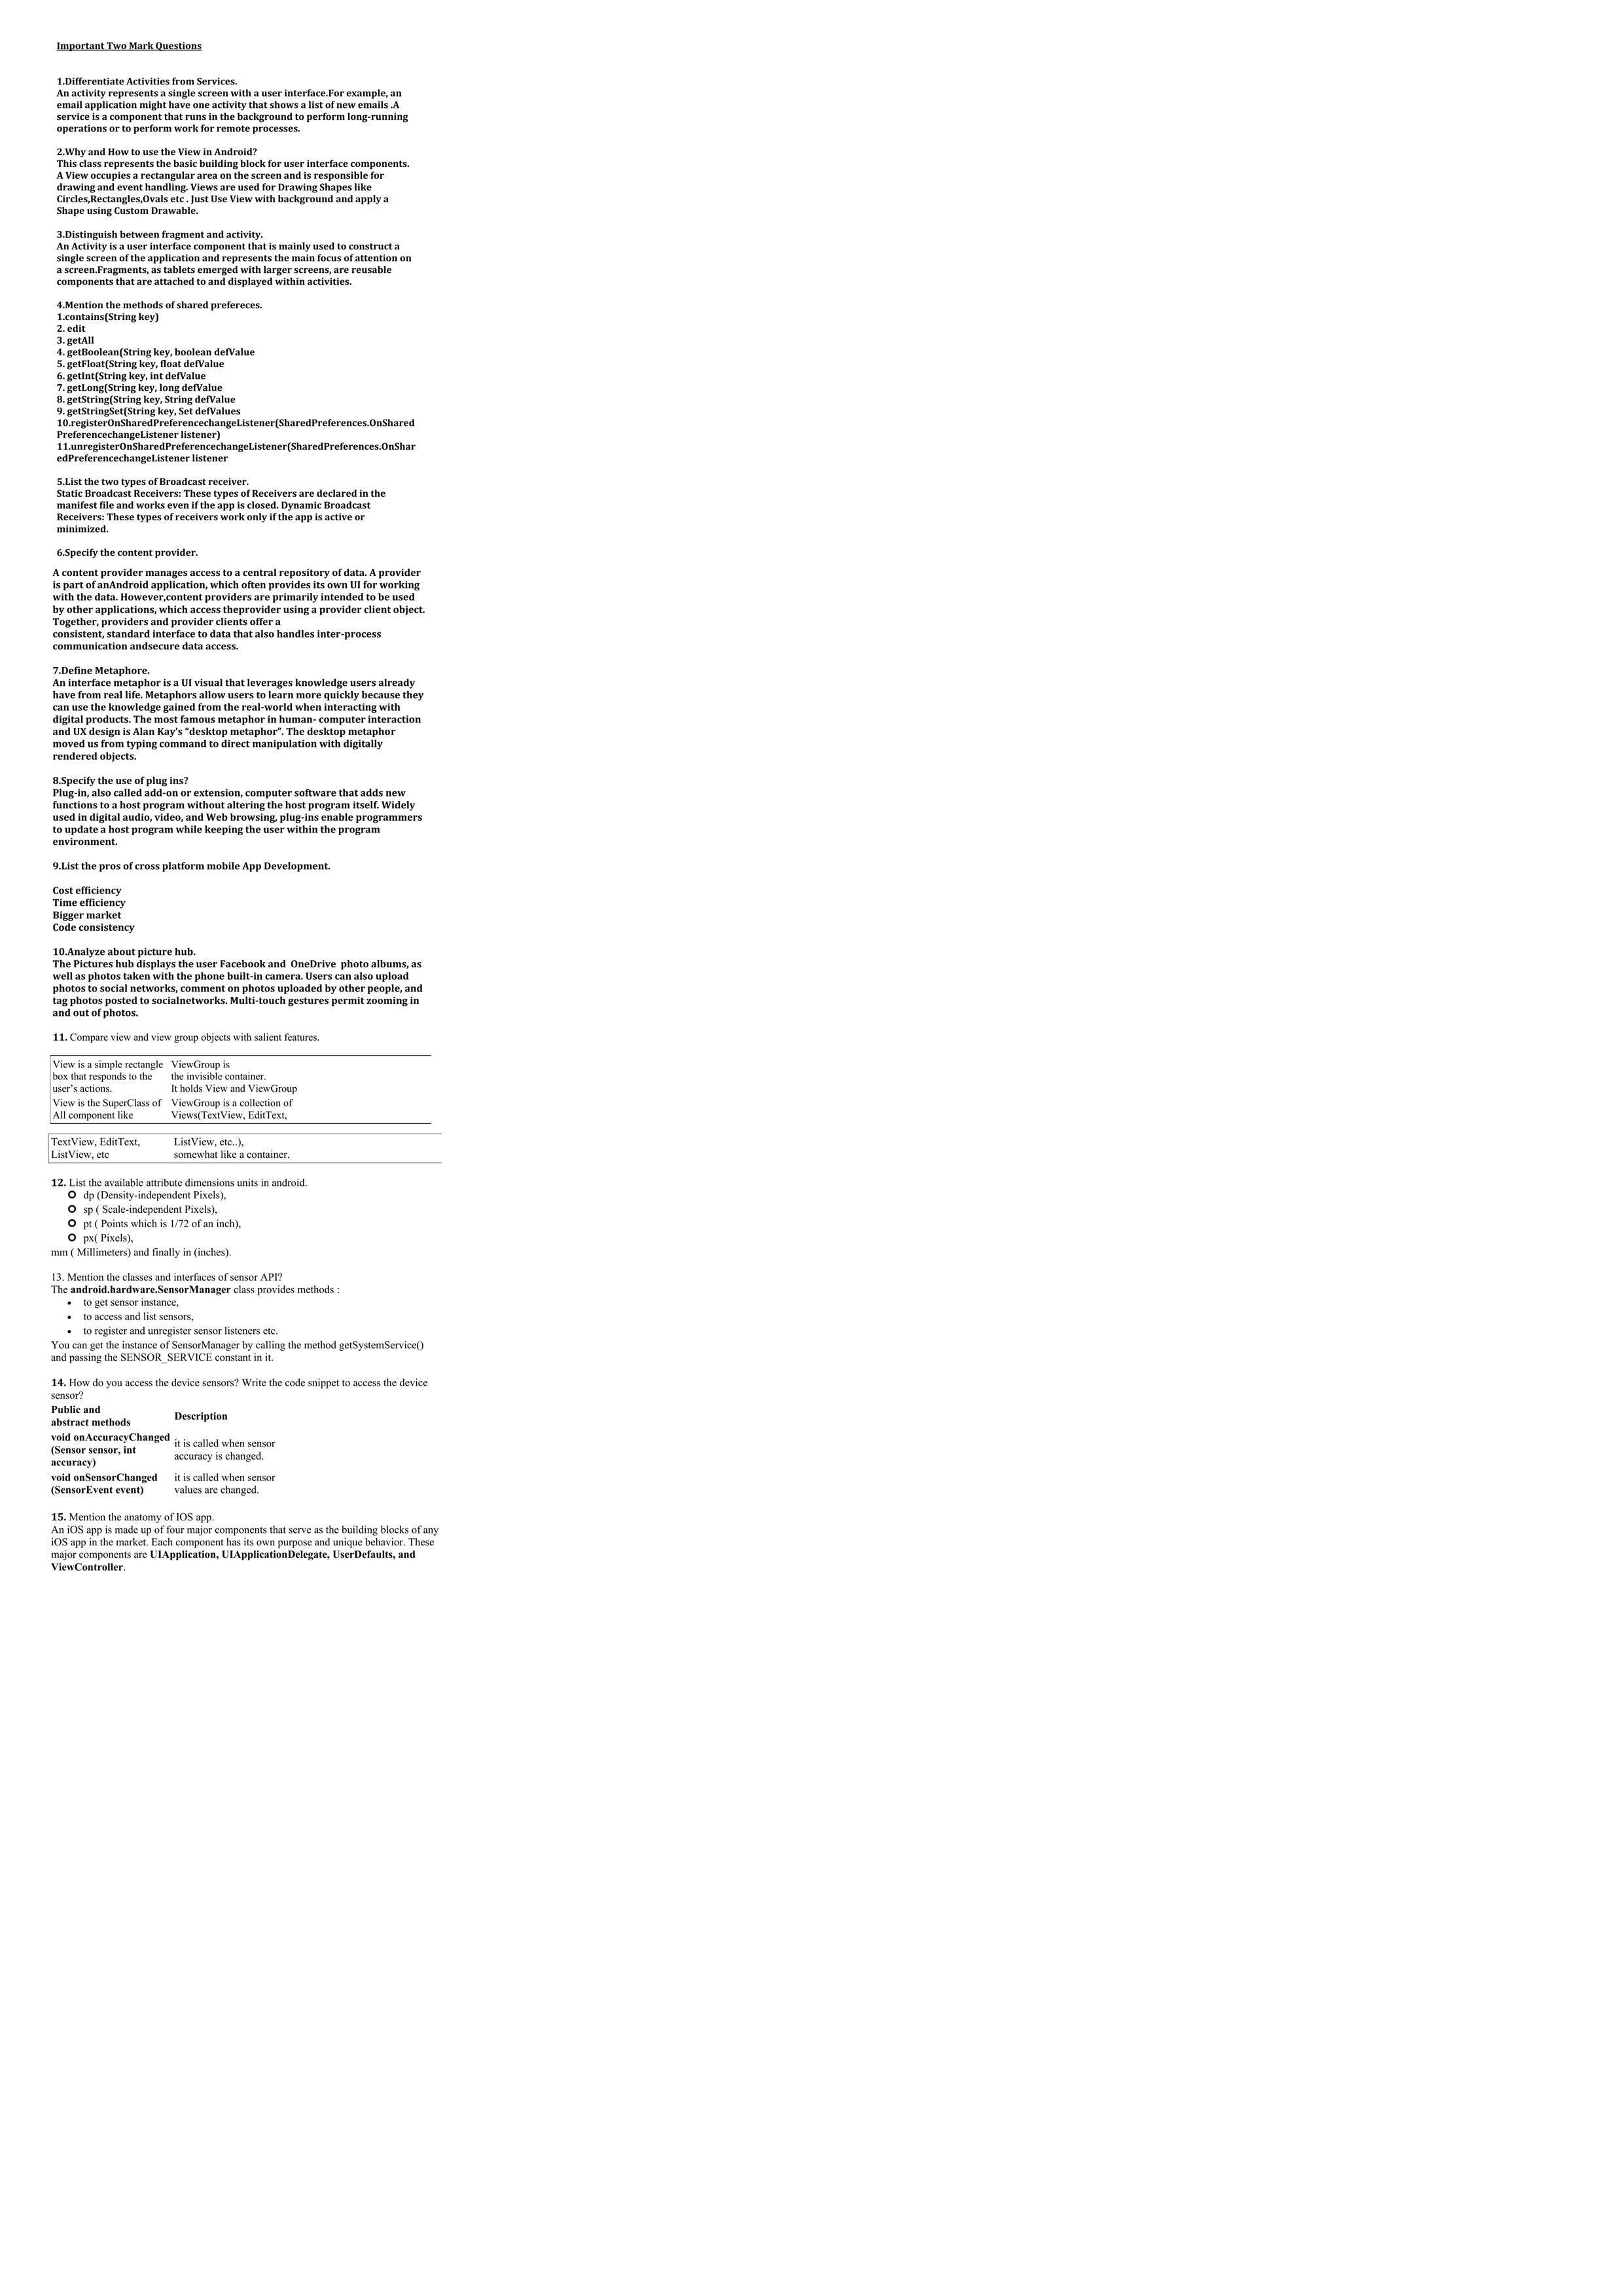 Important Two Mark Questions
1.Differentiate Activities from Services.
An activity represents a single screen with a user interface.For example, an
email application might have one activity that shows a list of new emails .A
service is a component that runs in the background to perform long-running
operations or to perform work for remote processes.
2.Why and How to use the View in Android?
This class represents the basic building block for user interface components.
A View occupies a rectangular area on the screen and is responsible for
drawing and event handling. Views are used for Drawing Shapes like
Circles,Rectangles,Ovals etc . Just Use View with background and apply a
Shape using Custom Drawable.
3.Distinguish between fragment and activity.
An Activity is a user interface component that is mainly used to construct a
single screen of the application and represents the main focus of attention on
a screen.Fragments, as tablets emerged with larger screens, are reusable
components that are attached to and displayed within activities.
4.Mention the methods of shared prefereces.
1.contains(String key)
2. edit
3. getAll
4. getBoolean(String key, boolean defValue
5. getFloat(String key, float defValue
6. getInt(String key, int defValue
7. getLong(String key, long defValue
8. getString(String key, String defValue
9. getStringSet(String key, Set defValues
10.registerOnSharedPreferencechangeListener(SharedPreferences.OnShared
PreferencechangeListener listener)
11.unregisterOnSharedPreferencechangeListener(SharedPreferences.OnShar
edPreferencechangeListener listener
5.List the two types of Broadcast receiver.
Static Broadcast Receivers: These types of Receivers are declared in the
manifest file and works even if the app is closed. Dynamic Broadcast
Receivers: These types of receivers work only if the app is active or
minimized.
6.Specify the content provider.
A content provider manages access to a central repository of data. A provider
is part of anAndroid application, which often provides its own UI for working
with the data. However,content providers are primarily intended to be used
by other applications, which access theprovider using a provider client object.
Together, providers and provider clients offer a
consistent, standard interface to data that also handles inter-process
communication andsecure data access.
7.Define Metaphore.
An interface metaphor is a UI visual that leverages knowledge users already
have from real life. Metaphors allow users to learn more quickly because they
can use the knowledge gained from the real-world when interacting with
digital products. The most famous metaphor in human- computer interaction
and UX design is Alan Kay's “desktop metaphor”. The desktop metaphor
moved us from typing command to direct manipulation with digitally
rendered objects.
8.Specify the use of plug ins?
Plug-in, also called add-on or extension, computer software that adds new
functions to a host program without altering the host program itself. Widely
used in digital audio, video, and Web browsing, plug-ins enable programmers
to update a host program while keeping the user within the program
environment.
9.List the pros of cross platform mobile App Development.
Cost efficiency
Time efficiency
Bigger market
Code consistency
10.Analyze about picture hub.
The Pictures hub displays the user Facebook and OneDrive photo albums, as
well as photos taken with the phone built-in camera. Users can also upload
photos to social networks, comment on photos uploaded by other people, and
tag photos posted to socialnetworks. Multi-touch gestures permit zooming in
and out of photos.
11. Compare view and view group objects with salient features.
View is a simple rectangle ViewGroup is
box that responds to the the invisible container.
user's actions. It holds View and ViewGroup
View is the SuperClass of ViewGroup is a collection of
All component like Views(TextView, EditText,
TextView, EditText, ListView, etc..),
ListView, etc somewhat like a container.
12. List the available attribute dimensions units in android.
dp (Density-independent Pixels),
sp ( Scale-independent Pixels),
pt ( Points which is 1/72 of an inch),
px( Pixels),
mm ( Millimeters) and finally in (inches).
13. Mention the classes and interfaces of sensor API?
The android.hardware.SensorManager class provides methods :
• to get sensor instance,
• to access and list sensors,
• to register and unregister sensor listeners etc.
You can get the instance of SensorManager by calling the method getSystemService()
and passing the SENSOR_SERVICE constant in it.
14. How do you access the device sensors? Write the code snippet to access the device
sensor?
Public and
abstract methods
Description
void onAccuracyChanged
(Sensor sensor, int
accuracy)
it is called when sensor
accuracy is changed.
void onSensorChanged
(SensorEvent event)
it is called when sensor
values are changed.
15. Mention the anatomy of IOS app.
An iOS app is made up of four major components that serve as the building blocks of any
iOS app in the market. Each component has its own purpose and unique behavior. These
major components are UIApplication, UIApplicationDelegate, UserDefaults, and
ViewController.